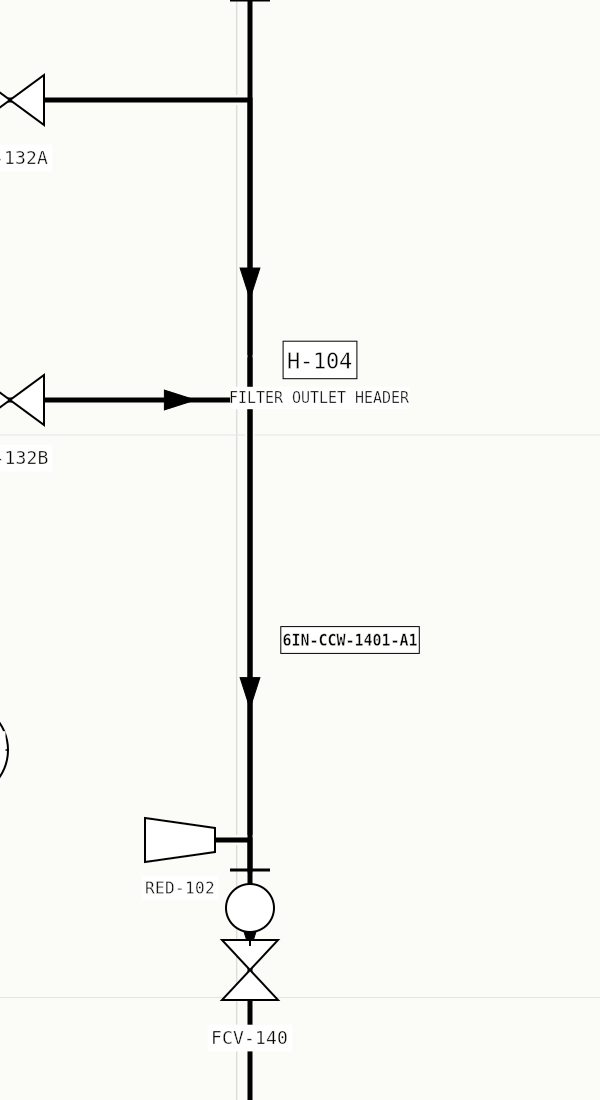 -132A
H-104
FILTER OUTLET HEADER
-132B
6IN-CCW-1401-A1
RED-102
FCV-140